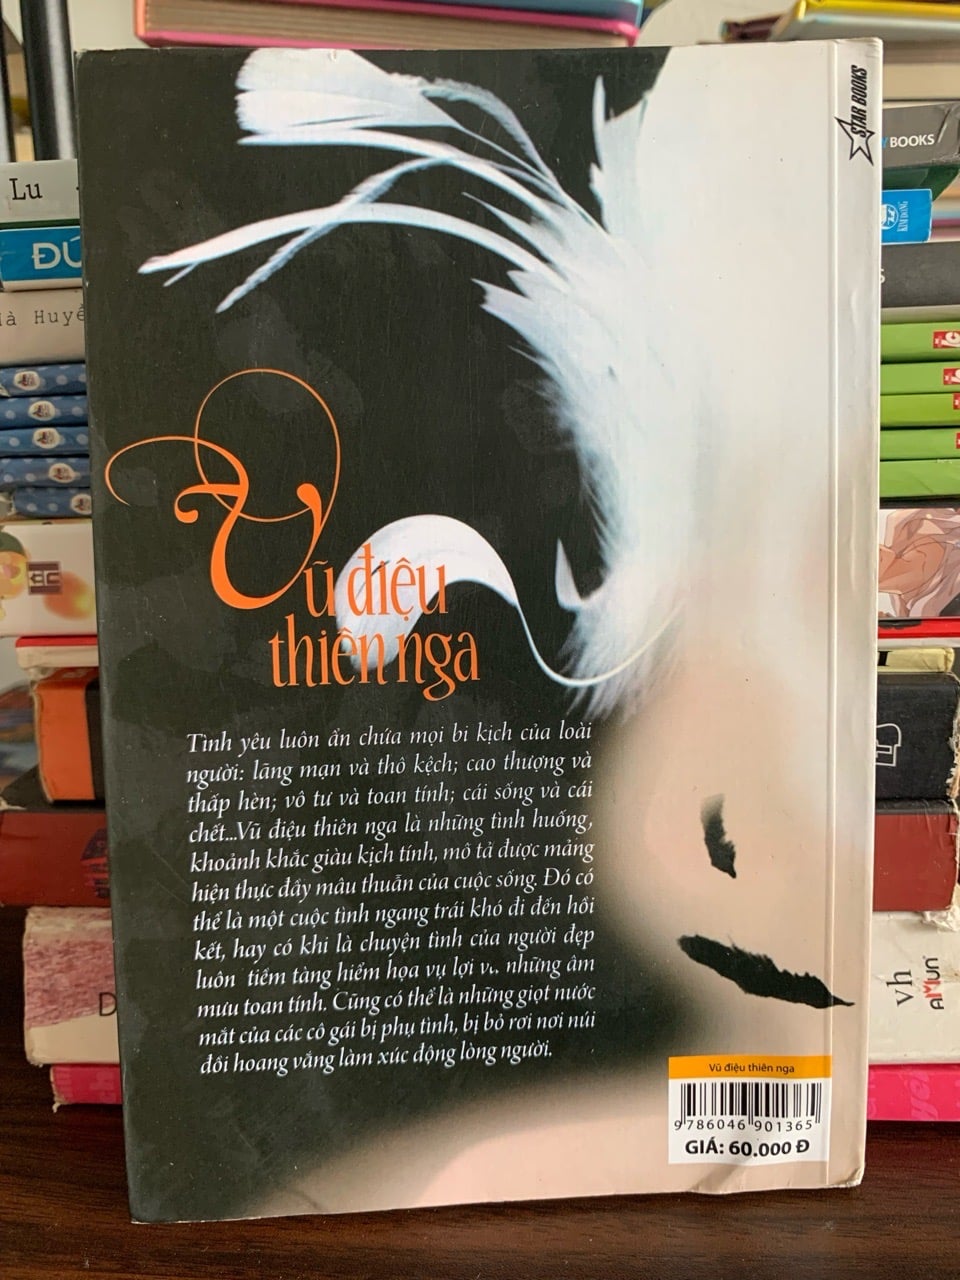 STAR BOOKS
BOOKS
Lu
KIM ĐỒNG
Vũ điệu
thiên nga
Tình yêu luôn ẩn chứa mọi bi kịch của loài
người: lãng mạn và thô kệch; cao thượng và
thấp hèn; vô tư và toan tính; cái sống và cái
chết...Vũ điệu thiên nga là những tình huống,
khoảnh khắc giàu kịch tính, mô tả được mảng
hiện thực đầy mâu thuẫn của cuộc sống. Đó có
thể là một cuộc tình ngang trái khó đi đến hồi
kết, hay có khi là chuyện tình của người đẹp
luôn tiềm tàng hiểm họa vụ lợi những âm
mưu toan tính. Cũng có thể là những giọt nước
mắt của các cô gái bị phụ tình, bị bỏ rơi nơi núi
đồi hoang vắng làm xúc động lòng người.
vh
AMUN
Vũ điệu thiên nga
9 786046 901365
GIÁ: 60.000 Đ